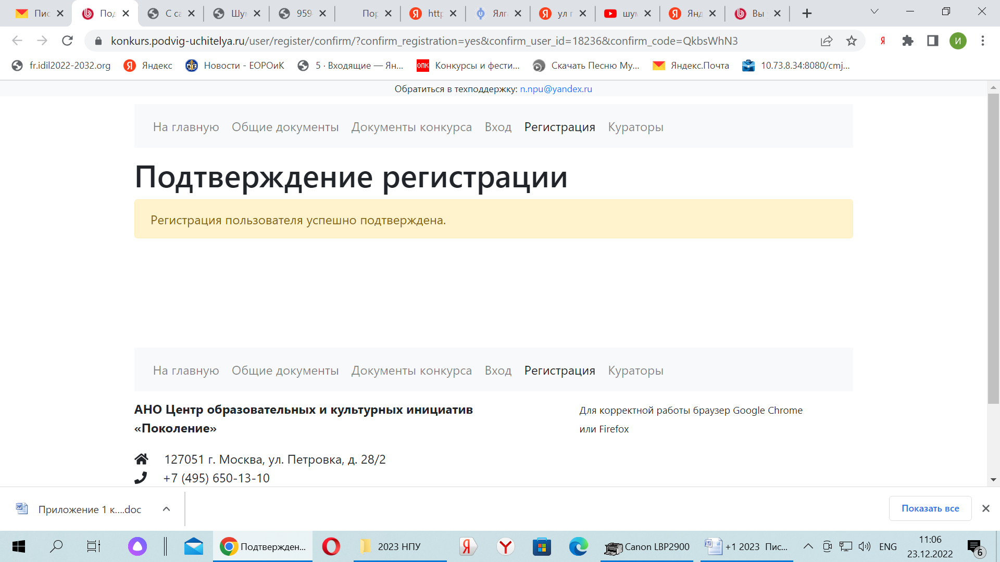 Пис
Под
С са
Шум
959
Пор
http
Ялг
ул г
шум
Янд
Вы
konkurs.podvig-uchitelya.ru/user/register/confirm/?confirm_registration=yes&confirm_user_id=18236&confirm_code=QkbsWhN3
Я
И
fr.idil2022-2032.org
Яндекс
Новости - ЕОРОиК
5 · Входящие — Ян...
Конкурсы и фести...
Скачать Песню Му...
Яндекс.Почта
10.73.8.34:8080/cmj...
Обратиться в техподдержку: n.npu@yandex.ru
На главную Общие документы Документы конкурса Вход Регистрация Кураторы
Подтверждение регистрации
Регистрация пользователя успешно подтверждена.
На главную Общие документы Документы конкурса Вход Регистрация Кураторы
АНО Центр образовательных и культурных инициатив
«Поколение»
Для корректной работы браузер Google Chrome
или Firefox
127051 г. Москва, ул. Петровка, д. 28/2
+7 (495) 650-13-10
Приложение 1 к....doc
Показать все
Подтвержден...
2023 НПУ
Canon LBP2900
+1 2023 Пис...
ENG
11:06
23.12.2022
6